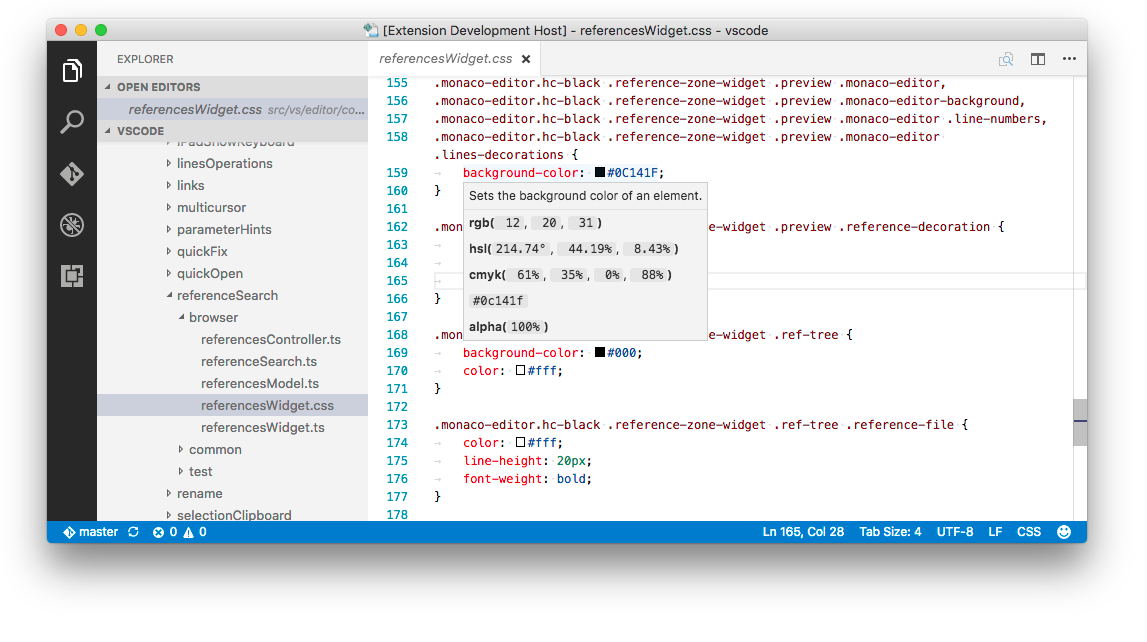 [Extension Development Host] - referencesWidget.css - vscode
EXPLORER
OPEN EDITORS
referencesWidget.css src/vs/editor/co...
VSCODE
iPadShowKeyboard
linesOperations
links
multicursor
parameterHints
quickFix
quickOpen
referenceSearch
browser
referencesController.ts
referenceSearch.ts
referencesModel.ts
referencesWidget.css
referencesWidget.ts
common
test
rename
selectionClipboard
referencesWidget.css
155 .monaco-editor.hc-black .reference-zone-widget .preview .monaco-editor,
156 .monaco-editor.hc-black .reference-zone-widget .preview .monaco-editor-background,
157 .monaco-editor.hc-black .reference-zone-widget .preview .monaco-editor .line-numbers,
158 .monaco-editor.hc-black .reference-zone-widget .preview .monaco-editor
.lines-decorations {
159 background-color: #0C141F;
160 }
161
162 .mon e-widget .preview .reference-decoration {
163
164
165
166 }
167
168 .mon e-widget .ref-tree {
169 background-color: #000;
170 color: #fff;
171 }
172
173 .monaco-editor.hc-black .reference-zone-widget .ref-tree .reference-file {
174 color: #fff;
175 line-height: 20px;
176 font-weight: bold;
177 }
178
Sets the background color of an element.
rgb( 12, 20, 31)
hsl(214.74°, 44.19%, 8.43%)
cmyk( 61%, 35%, 0%, 88%)
#0c141f
alpha(100%)
master 0 0
Ln 165, Col 28 Tab Size: 4 UTF-8 LF CSS